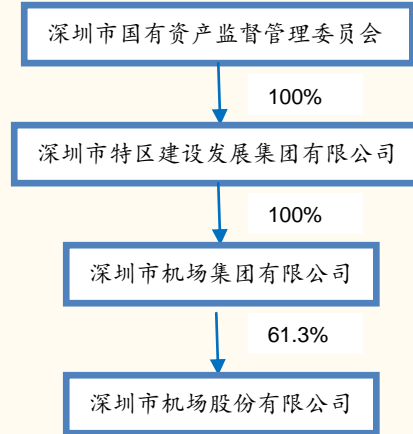 深圳市国有资产监督管理委员会
100%
深圳市特区建设发展集团有限公司
100%
深圳市机场集团有限公司
61.3%
深圳市机场股份有限公司